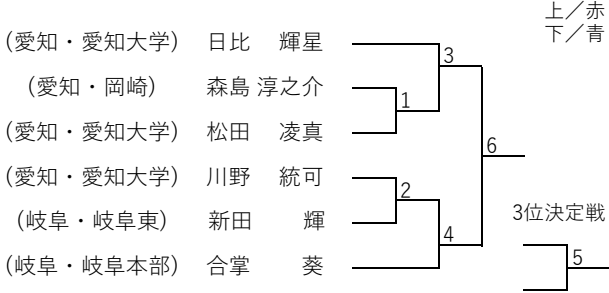 上／赤
下／青
(愛知・愛知大学) 日比 輝星
(愛知・岡崎) 森島 淳之介
(愛知・愛知大学) 松田 凌真
(愛知・愛知大学) 川野 統可
(岐阜・岐阜東) 新田 輝
(岐阜・岐阜本部) 合掌 葵
3
1
6
2
4
3位決定戦
5